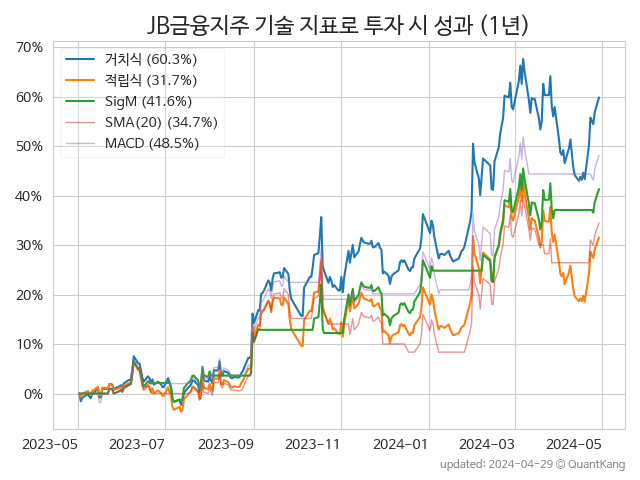 JB금융지주 기술 지표로 투자 시 성과 (1년)
70%
60%
50%
40%
30%
20%
10%
0%
거치식 (60.3%)
적립식 (31.7%)
SigM (41.6%)
SMA(20) (34.7%)
MACD (48.5%)
2023-05 2023-07 2023-09 2023-11 2024-01 2024-03 2024-05
updated: 2024-04-29 © QuantKang